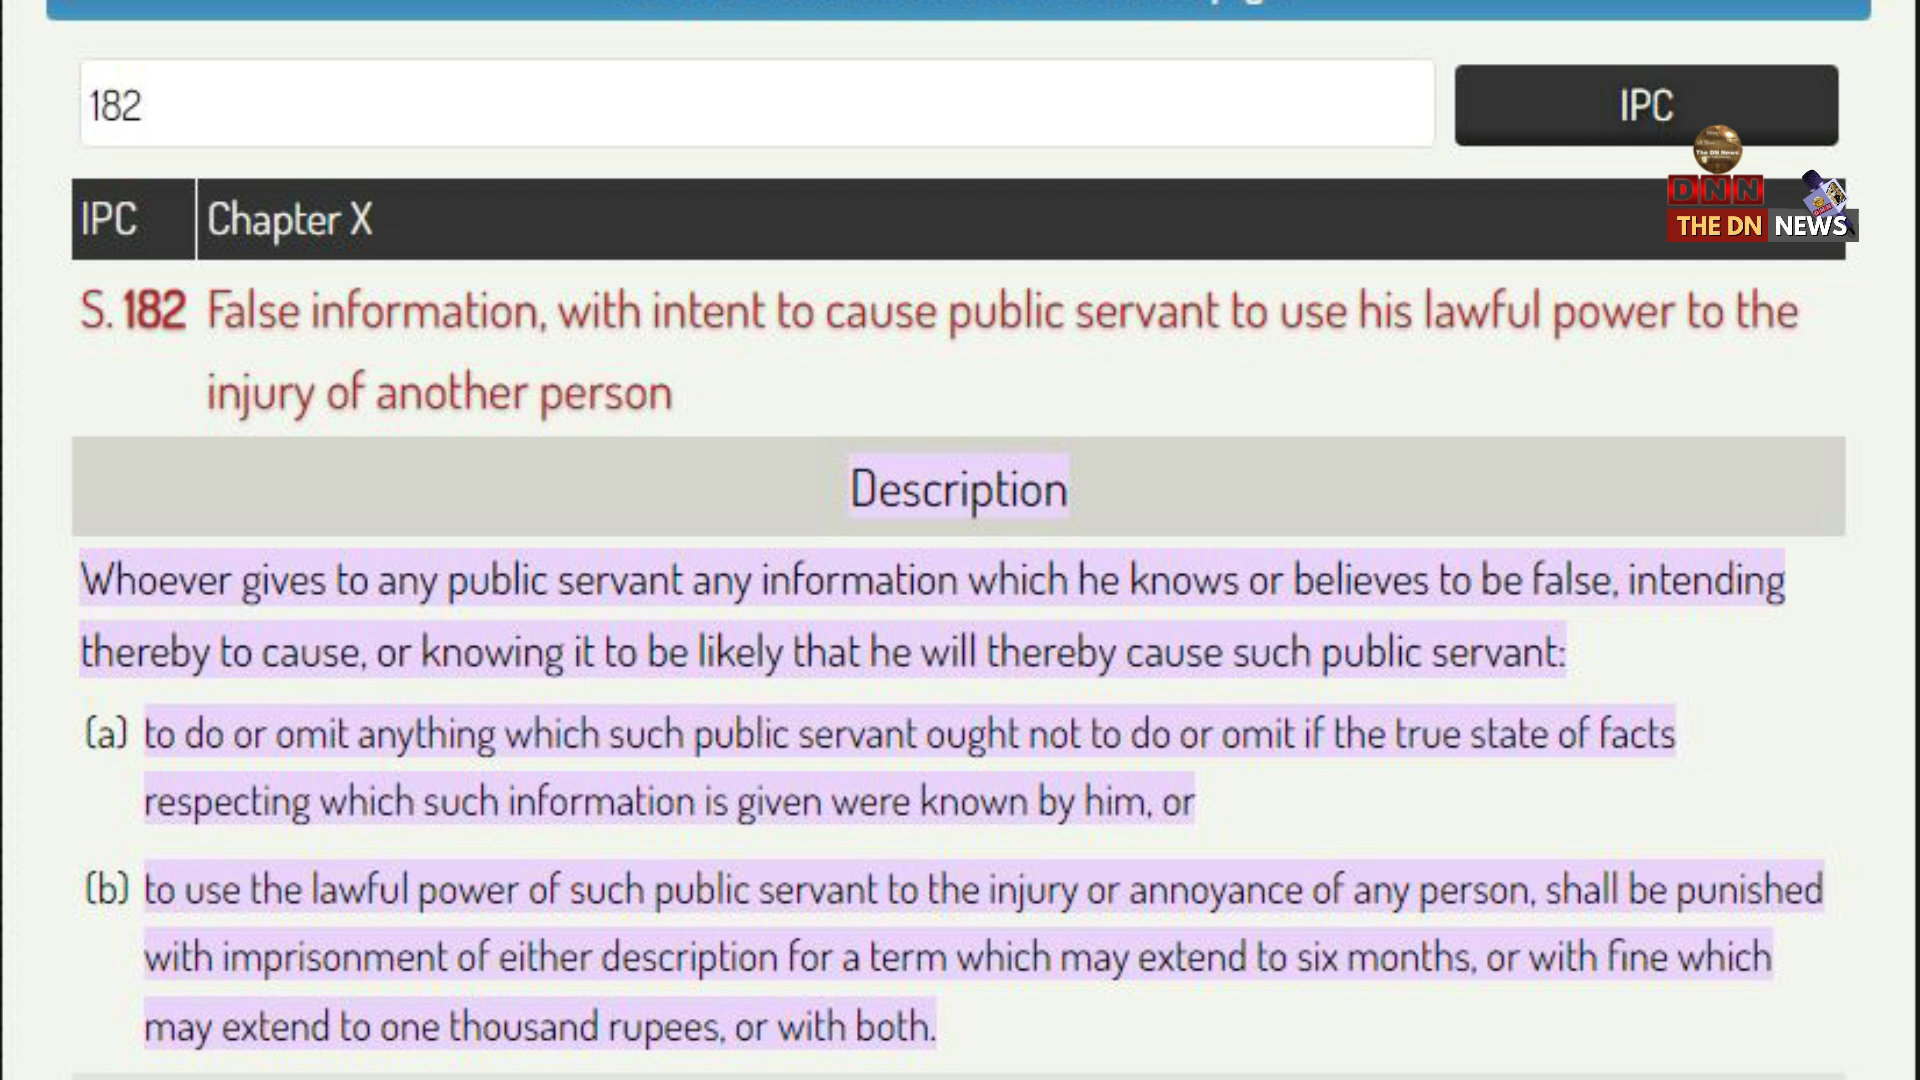 182
IPC
DNN
THE DN NEWS
IPC Chapter X
S. 182 False information, with intent to cause public servant to use his lawful power to the
injury of another person
Description
Whoever gives to any public servant any information which he knows or believes to be false, intending
thereby to cause, or knowing it to be likely that he will thereby cause such public servant:
(a) to do or omit anything which such public servant ought not to do or omit if the true state of facts
respecting which such information is given were known by him, or
(b) to use the lawful power of such public servant to the injury or annoyance of any person, shall be punished
with imprisonment of either description for a term which may extend to six months, or with fine which
may extend to one thousand rupees, or with both.